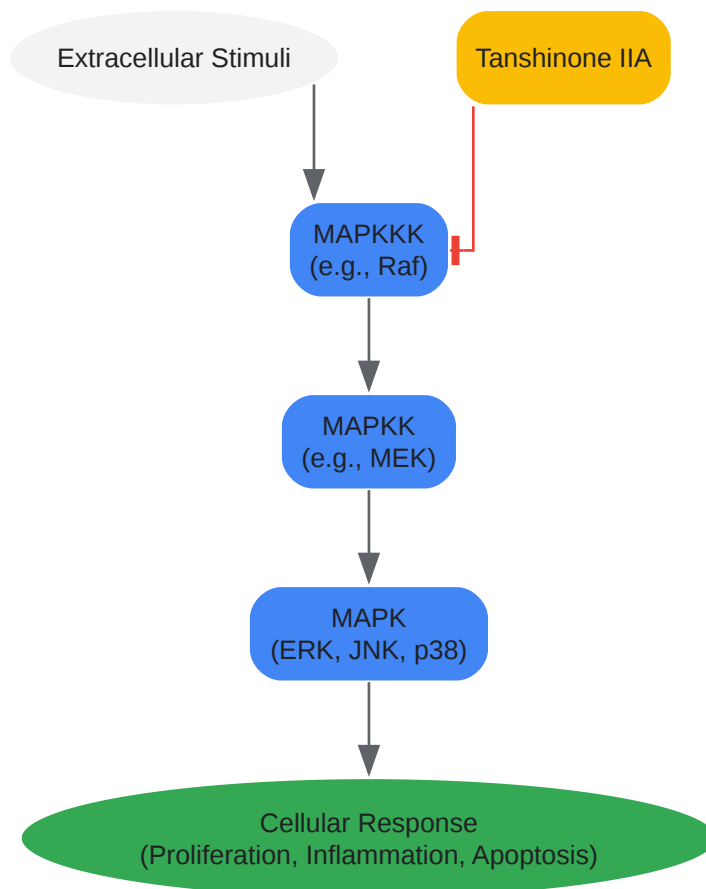 Extracellular Stimuli
Tanshinone IIA
MAPKKK
(e.g., Raf)
MAPKK
(e.g., MEK)
MAPK
(ERK, JNK, p38)
Cellular Response
(Proliferation, Inflammation, Apoptosis)